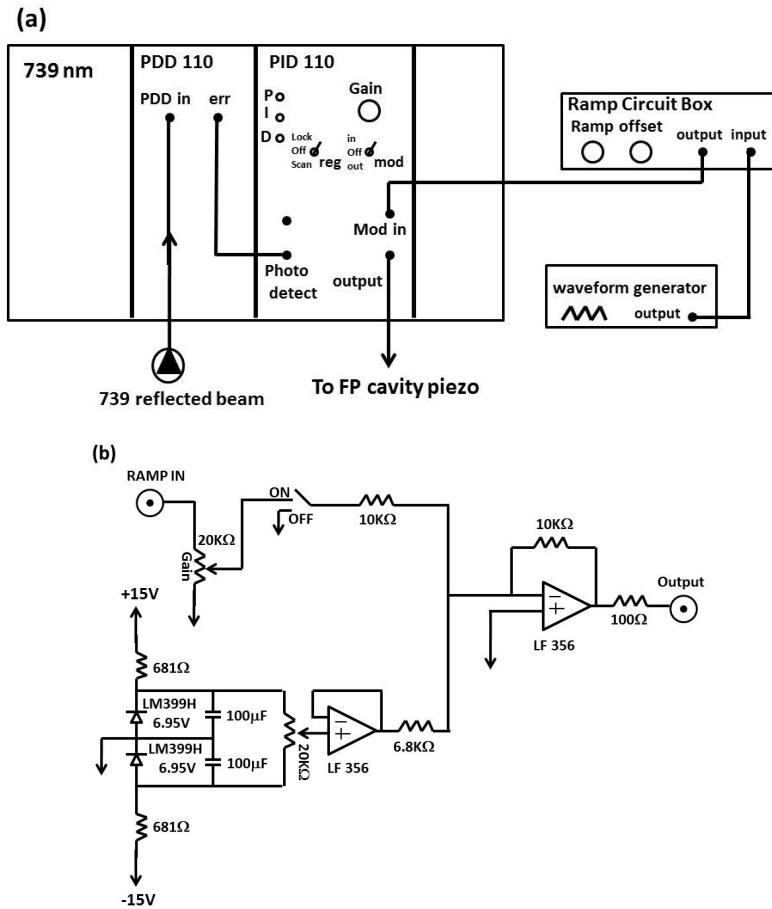 (a)
739 nm
PDD 110
PDD in err
PID 110
P
I
D
Gain
Lock
Off
Scan
reg
in
Off
out
mod
Mod in
Photo
detect
output
Ramp Circuit Box
Ramp offset
output input
waveform generator
output
739 reflected beam
To FP cavity piezo
(b)
RAMP IN
ON
OFF
10KΩ
20KΩ
Gain
10KΩ
Output
+15V
100Ω
LF 356
681Ω
LM399H
6.95V
100μF
LM399H
6.95V
100μF
20KΩ
LF 356
6.8KΩ
681Ω
-15V